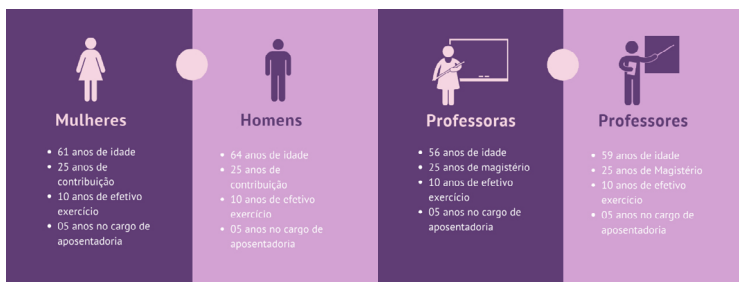 Mulheres
• 61 anos de idade
• 25 anos de
contribuição
• 10 anos de efetivo
exercício
• 05 anos no cargo de
aposentadoria
Homens
• 64 anos de idade
• 25 anos de
contribuição
• 10 anos de efetivo
exercício
• 05 anos no cargo de
aposentadoria
Professoras
• 56 anos de idade
• 25 anos de magistério
• 10 anos de efetivo
exercício
• 05 anos no cargo de
aposentadoria
Professores
• 59 anos de idade
• 25 anos de Magistério
• 10 anos de efetivo
exercício
• 05 anos no cargo de
aposentadoria